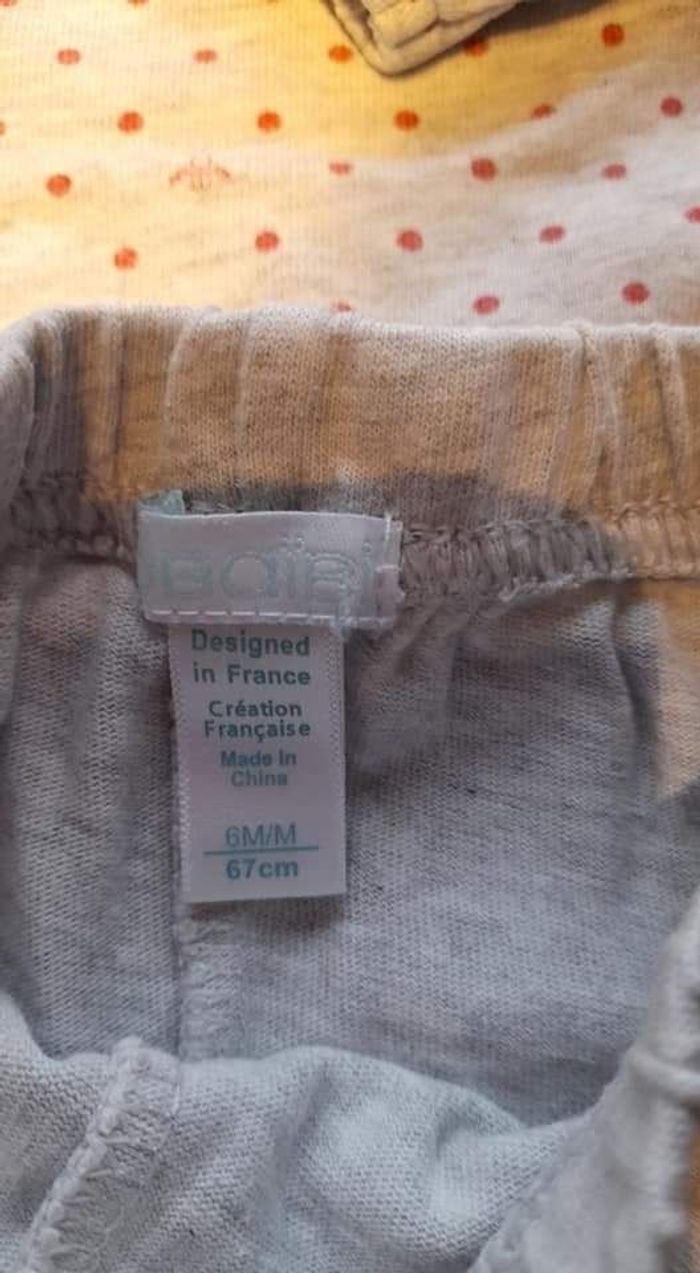 Designed
in France
Création
Française
Made In
China
6M/M
67cm